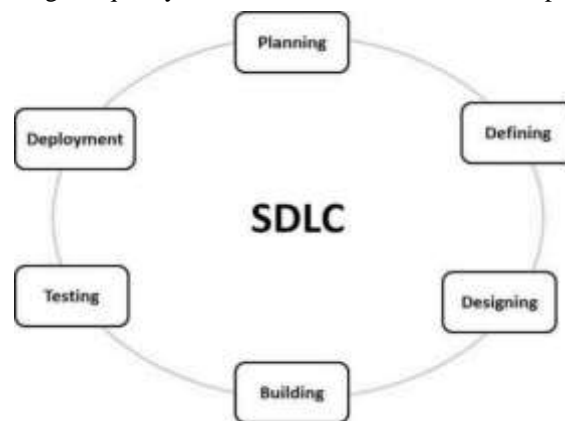 Planning
Deployment
Defining
SDLC
Testing
Designing
Building